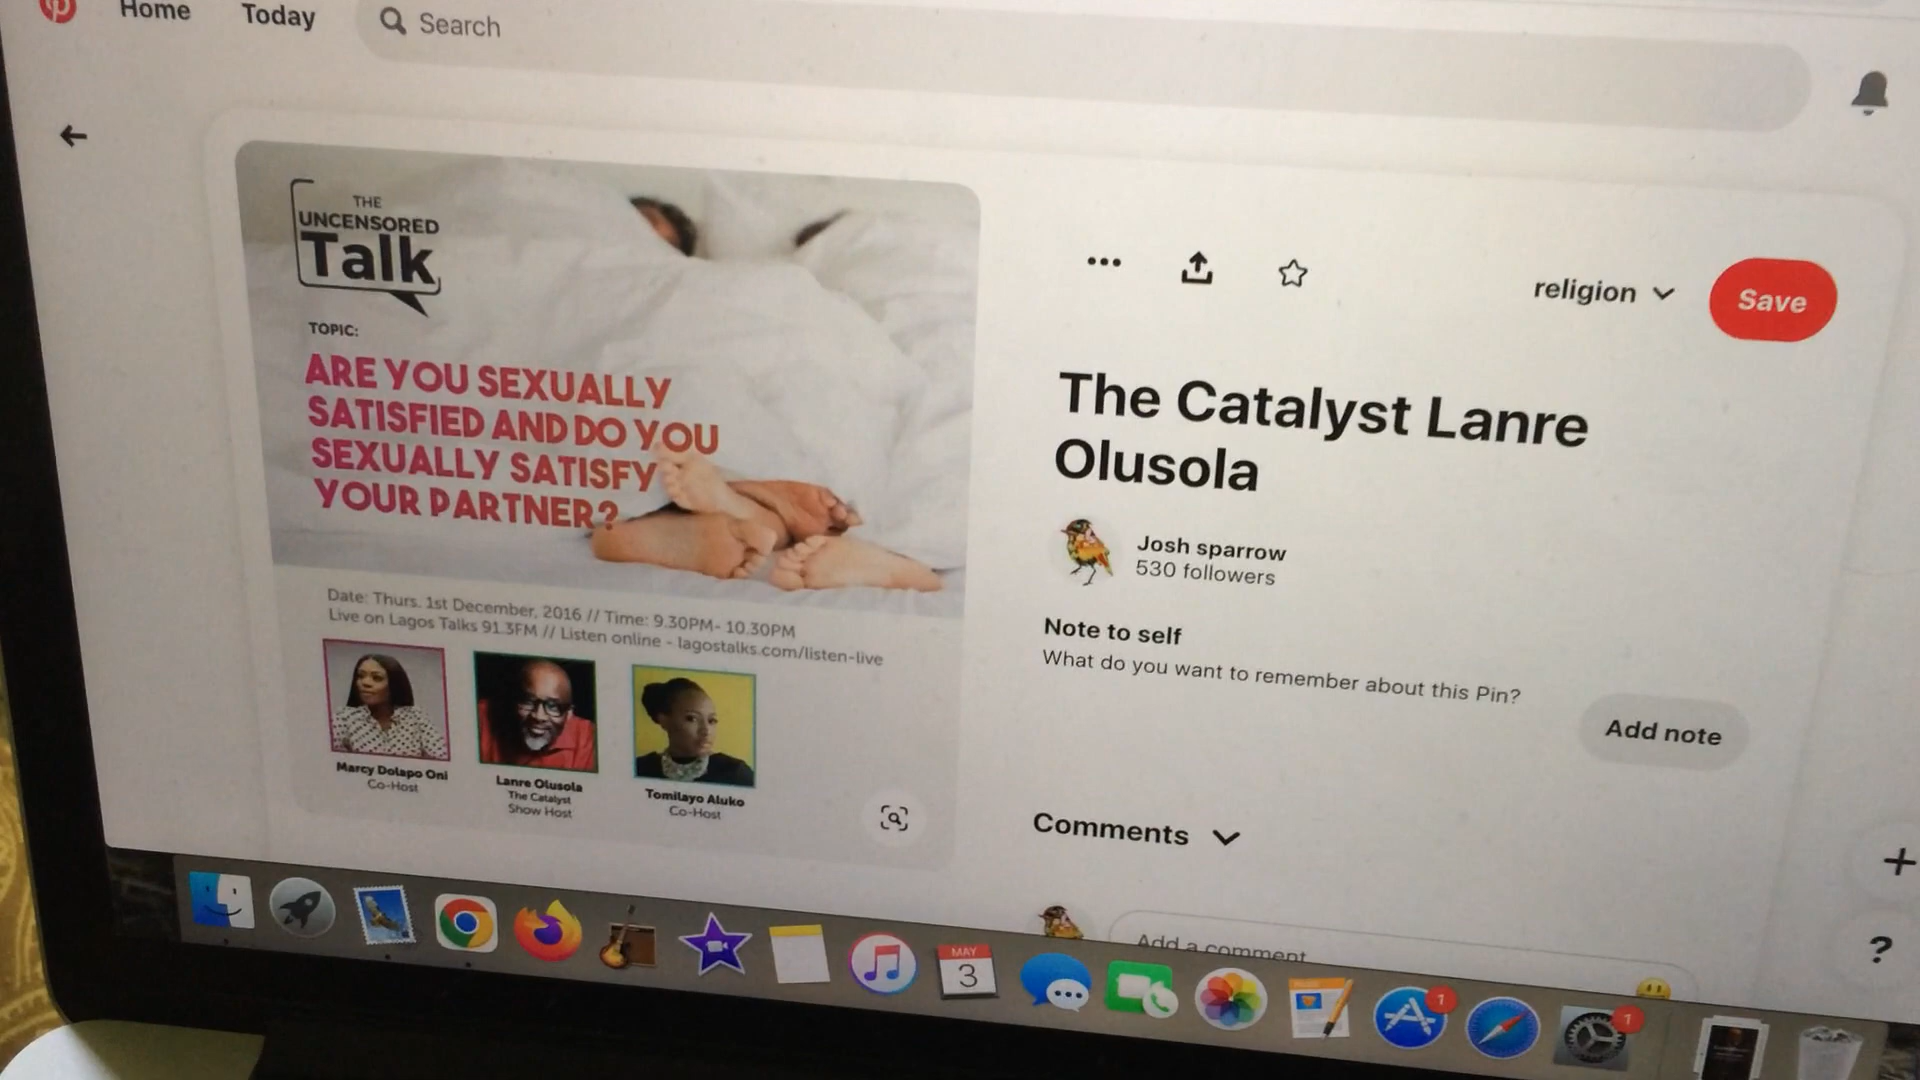 Home Today Search
THE
UNCENSORED
Talk
TOPIC:
ARE YOU SEXUALLY
SATISFIED AND DO YOU
SEXUALLY SATISFY
YOUR PARTNER?
Date: Thurs. 1st December, 2016 // Time: 9.30PM- 10.30PM
Live on Lagos Talks 91.3FM // Listen online - lagostalks.com/listen-live
Marcy Dolapo Oni
Co-Host
Lanre Olusola
The Catalyst
Show Host
Tomilayo Aluko
Co-Host
religion
Save
The Catalyst Lanre
Olusola
Josh sparrow
530 followers
Note to self
What do you want to remember about this Pin?
Add note
Comments
Add a comment
+
?
MAY
3
1
1